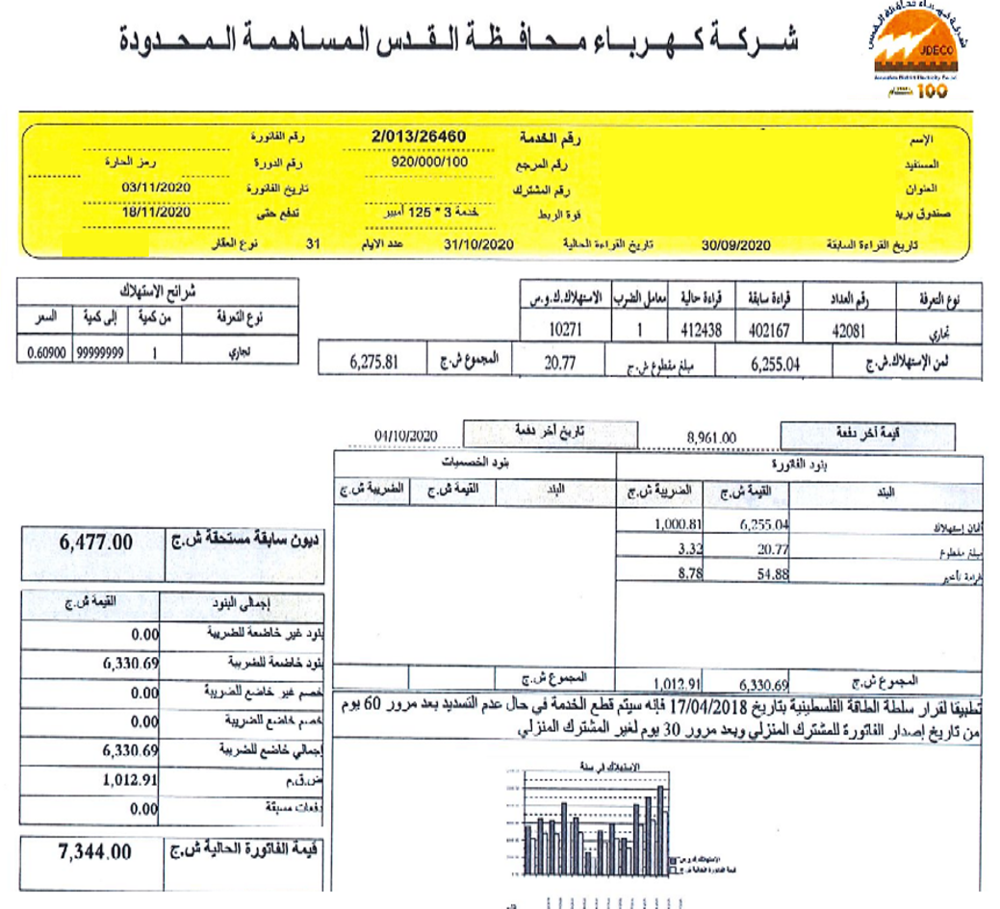 شركة كهرباء محافظة القدس المساهمة المحدودة
JDECO
100 عام
الإسم رقم الخدمة 2/013/26460 رقم الفاتورة
المستفيد رقم المرجع 920/000/100 رقم الدورة رمز الحارة
العنوان رقم المشترك تاريخ الفاتورة 03/11/2020
صندوق بريد قوة الربط خدمة 3 * 125 أمبير تدفع حتى 18/11/2020
تاريخ القراءة السابقة 30/09/2020 تاريخ القراءة الحالية 31/10/2020 عدد الايام 31 نوع العقار
نوع التعرفة رقم العداد قراءة سابقة قراءة حالية معامل الضرب الاستهلاك.ك.و.س
تجاري 42081 402167 412438 1 10271
ثمن الإستهلاك.ش.ج 6,255.04 مبلغ مقطوع ش.ج 20.77 المجموع ش.ج 6,275.81
شرائح الاستهلاك
نوع التعرفة من كمية إلى كمية السعر
تجاري 1 99999999 0.60900
قيمة آخر دفعة 8,961.00 تاريخ آخر دفعة 04/10/2020
بنود الفاتورة بنود الخصميات
البند القيمة ش.ج الضريبة ش.ج البند القيمة ش.ج الضريبة ش.ج
أثمان إستهلاك 6,255.04 1,000.81
مبلغ مقطوع 20.77 3.32
غرامة تأخير 54.88 8.78
المجموع ش.ج 6,330.69 1,012.91 المجموع ش.ج
ديون سابقة مستحقة ش.ج 6,477.00
إجمالي البنود القيمة ش.ج
بنود غير خاضعة للضريبة 0.00
بنود خاضعة للضريبة 6,330.69
خصم غير خاضع للضريبة 0.00
خصم خاضع للضريبة 0.00
إجمالي خاضع للضريبة 6,330.69
ض.ق.م 1,012.91
دفعات مسبقة 0.00
قيمة الفاتورة الحالية ش.ج 7,344.00
تطبيقا لقرار سلطة الطاقة الفلسطينية بتاريخ 17/04/2018 فإنه سيتم قطع الخدمة في حال عدم التسديد بعد مرور 60 يوم
من تاريخ إصدار الفاتورة للمشترك المنزلي وبعد مرور 30 يوم لغير المشترك المنزلي
الاستهلاك في سنة
الاستهلاك ك.و.س
قيمة الفاتورة الحالية ش.ج